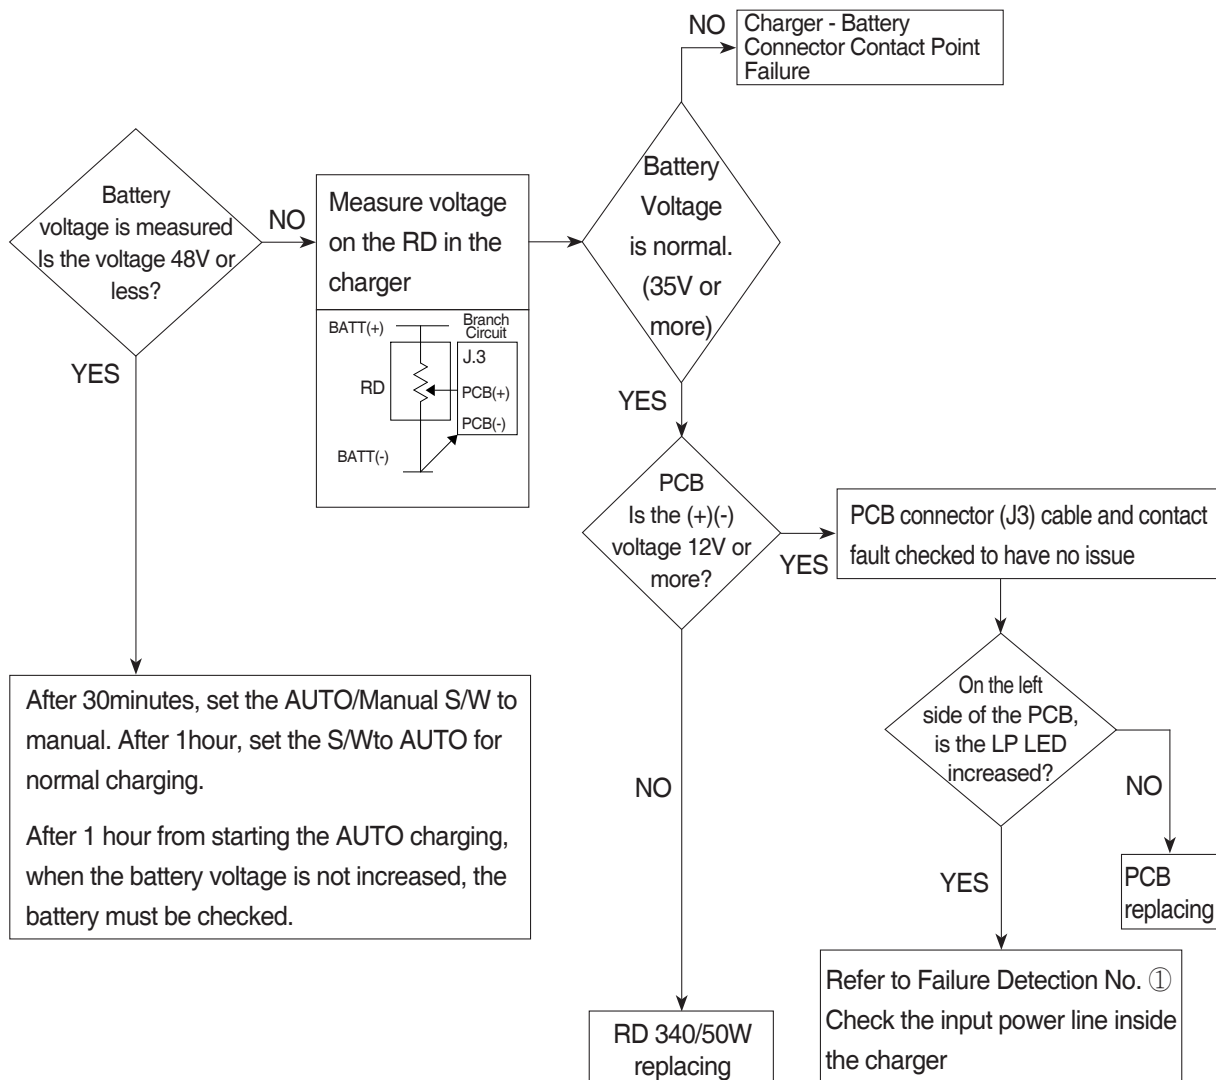 NO
Charger - Battery
Connector Contact Point
Failure
Battery
voltage is measured
Is the voltage 48V or
less?
NO
Measure voltage
on the RD in the
charger
Battery
Voltage
is normal.
(35V or
more)
BATT(+)
Branch
Circuit
J.3
RD
PCB(+)
PCB(-)
BATT(-)
YES
YES
PCB
Is the (+)(-)
voltage 12V or
more?
YES
PCB connector (J3) cable and contact
fault checked to have no issue
After 30minutes, set the AUTO/Manual S/W to
manual. After 1hour, set the S/Wto AUTO for
normal charging.
After 1 hour from starting the AUTO charging,
when the battery voltage is not increased, the
battery must be checked.
NO
On the left
side of the PCB,
is the LP LED
increased?
NO
YES
PCB
replacing
RD 340/50W
replacing
Refer to Failure Detection No. ①
Check the input power line inside
the charger